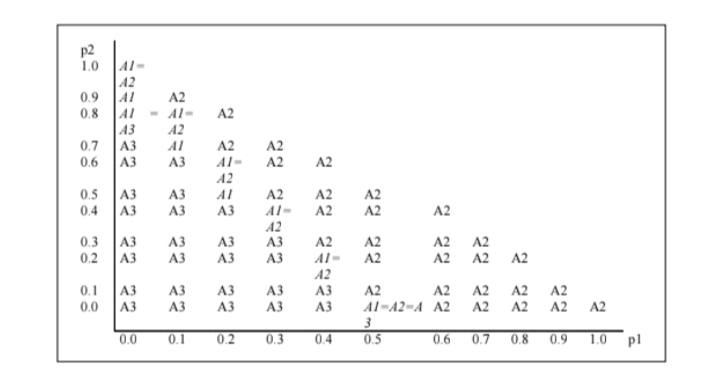 p2
1.0 A1=
A2
0.9 A1 A2
0.8 A1 = A1= A2
A3 A2
0.7 A3 A1 A2 A2
0.6 A3 A3 A1= A2 A2
A2
0.5 A3 A3 A1 A2 A2 A2
0.4 A3 A3 A3 A1= A2 A2 A2
A2
0.3 A3 A3 A3 A3 A2 A2 A2 A2
0.2 A3 A3 A3 A3 A1= A2 A2 A2 A2
A2
0.1 A3 A3 A3 A3 A3 A2 A2 A2 A2 A2
0.0 A3 A3 A3 A3 A3 A1=A2=A A2 A2 A2 A2 A2
3
0.0 0.1 0.2 0.3 0.4 0.5 0.6 0.7 0.8 0.9 1.0 p1